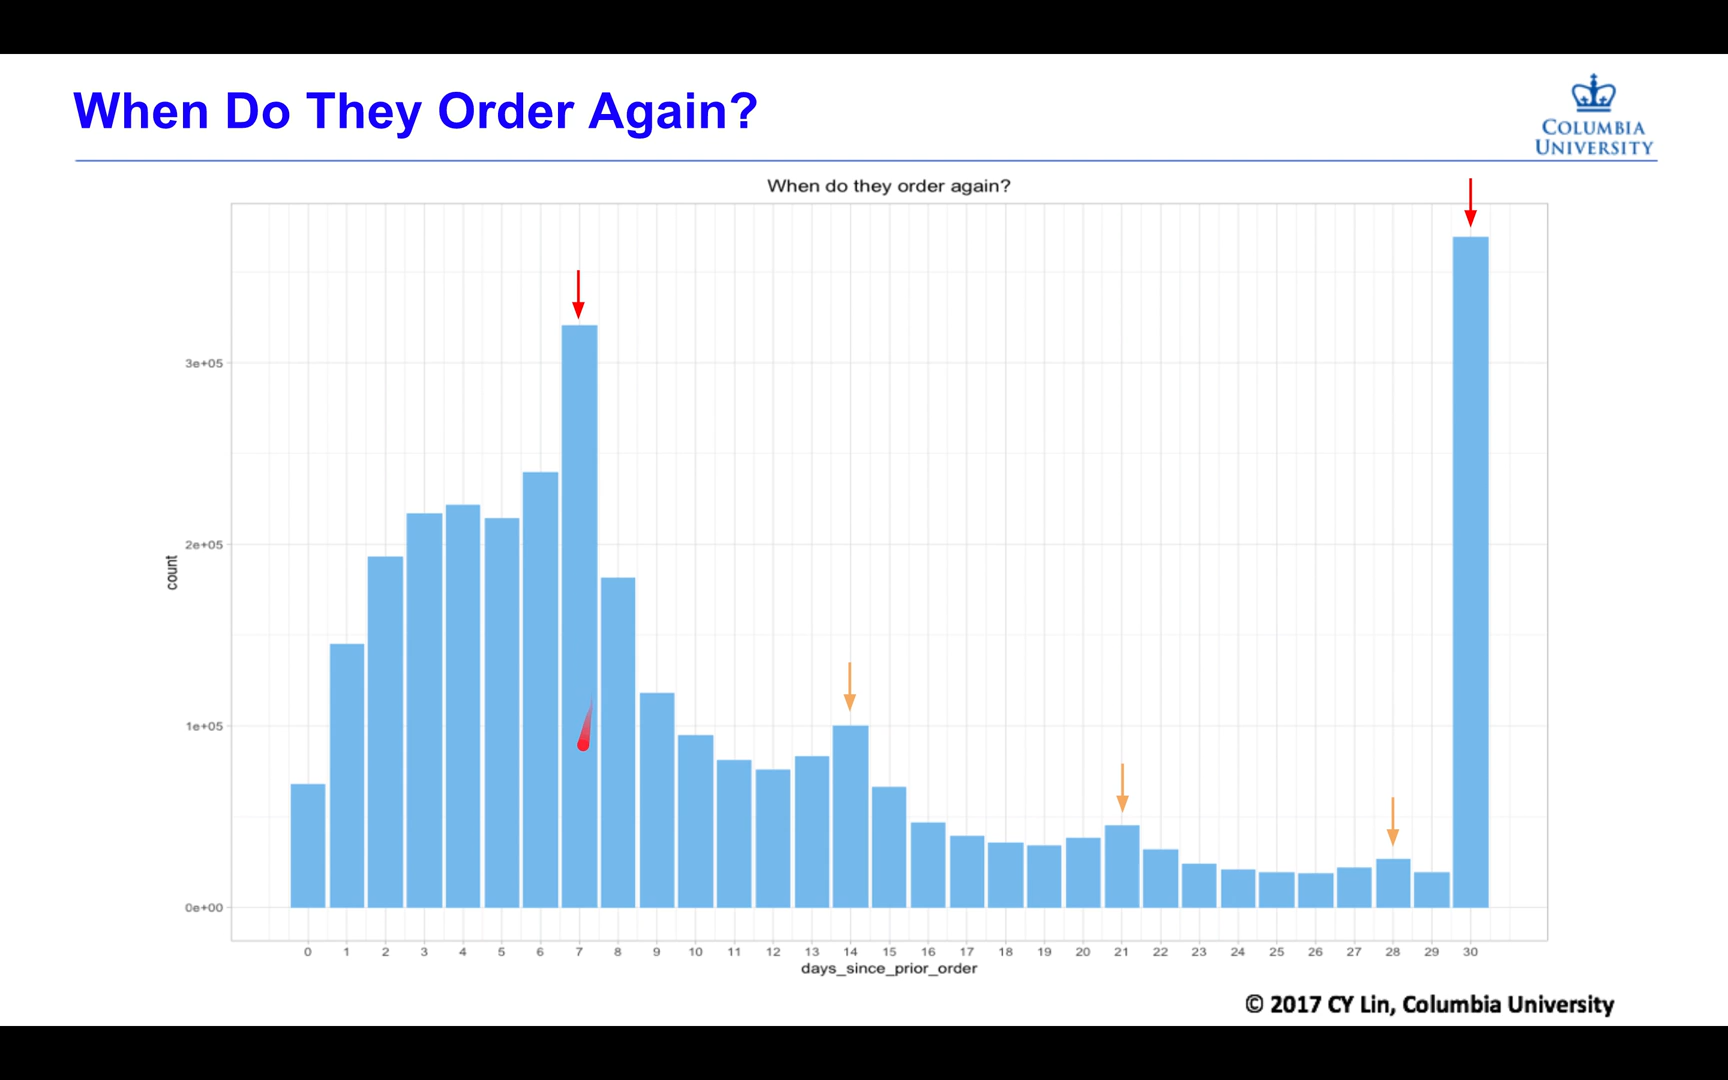 When Do They Order Again?
COLUMBIA
UNIVERSITY
When do they order again?
3e+05
2e+05
1e+05
0e+00
count
0 1 2 3 4 5 6 7 8 9 10 11 12 13 14 15 16 17 18 19 20 21 22 23 24 25 26 27 28 29 30
days_since_prior_order
© 2017 CY Lin, Columbia University